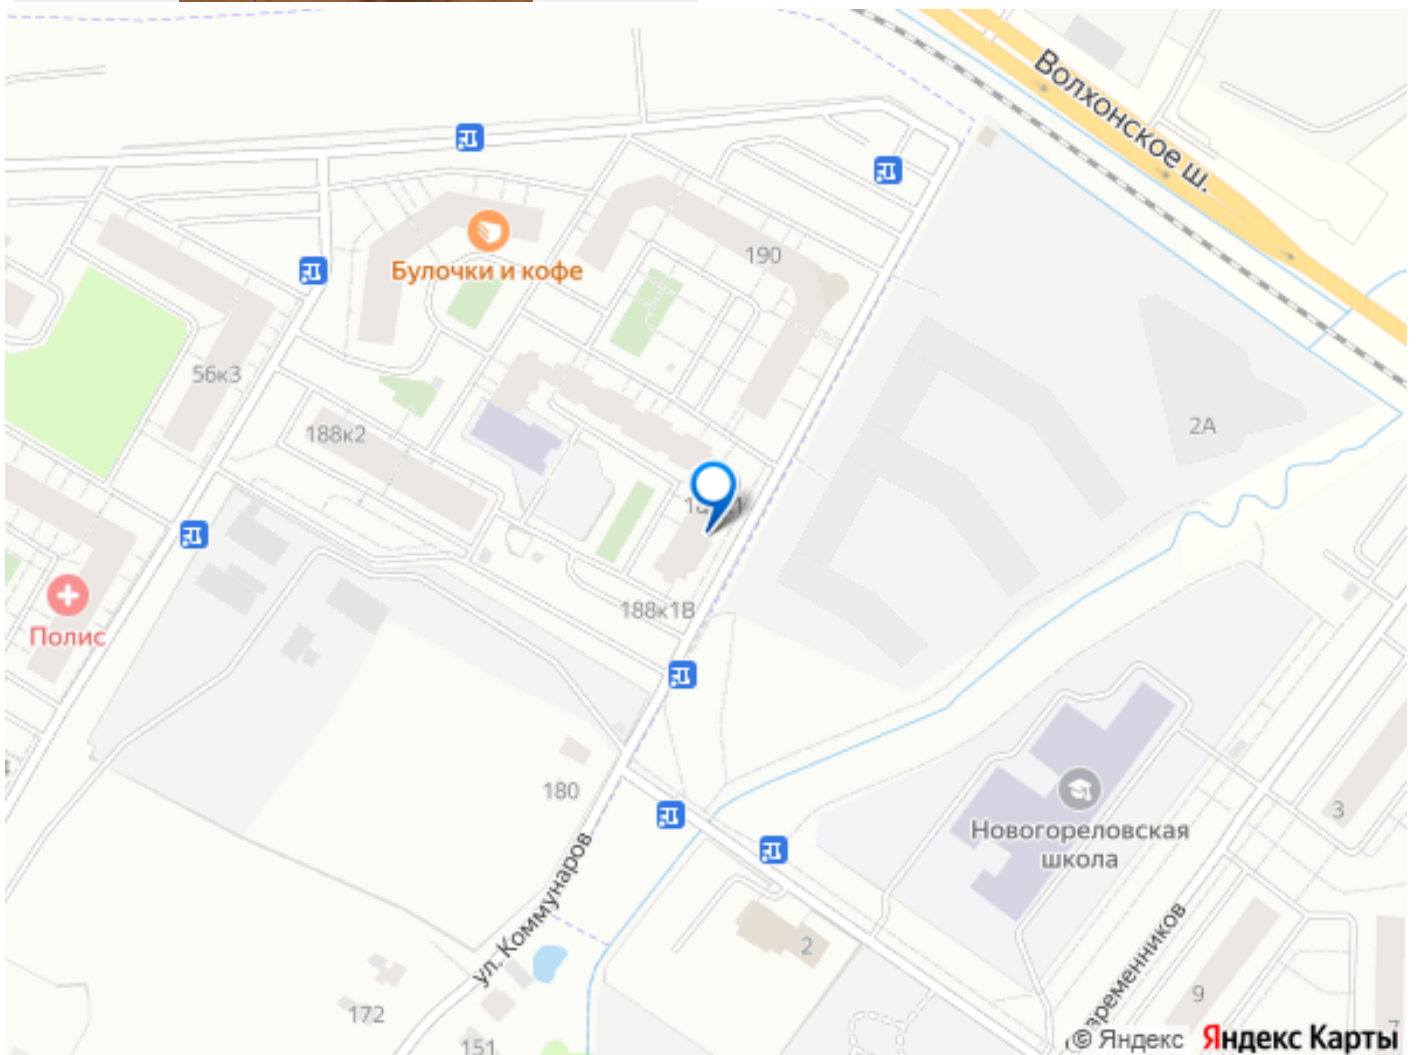 Волхонское ш.
190
Булочки и кофе
56к3
188к2
2А
188к1В
Полис
180
Новогореловская
школа
3
ул. Коммунаров
2
9
172
151
7
© Яндекс
Яндекс Карты